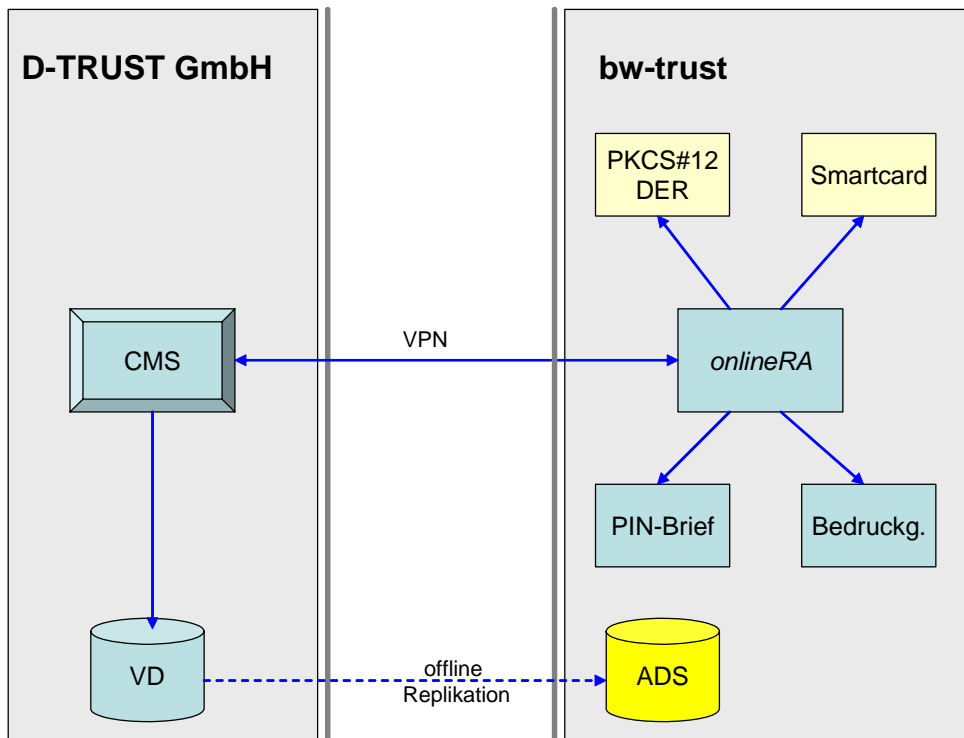 D-TRUST GmbH
bw-trust
PKCS#12
DER
Smartcard
CMS
VPN
onlineRA
PIN-Brief
Bedruckg.
VD
offline
Replikation
ADS